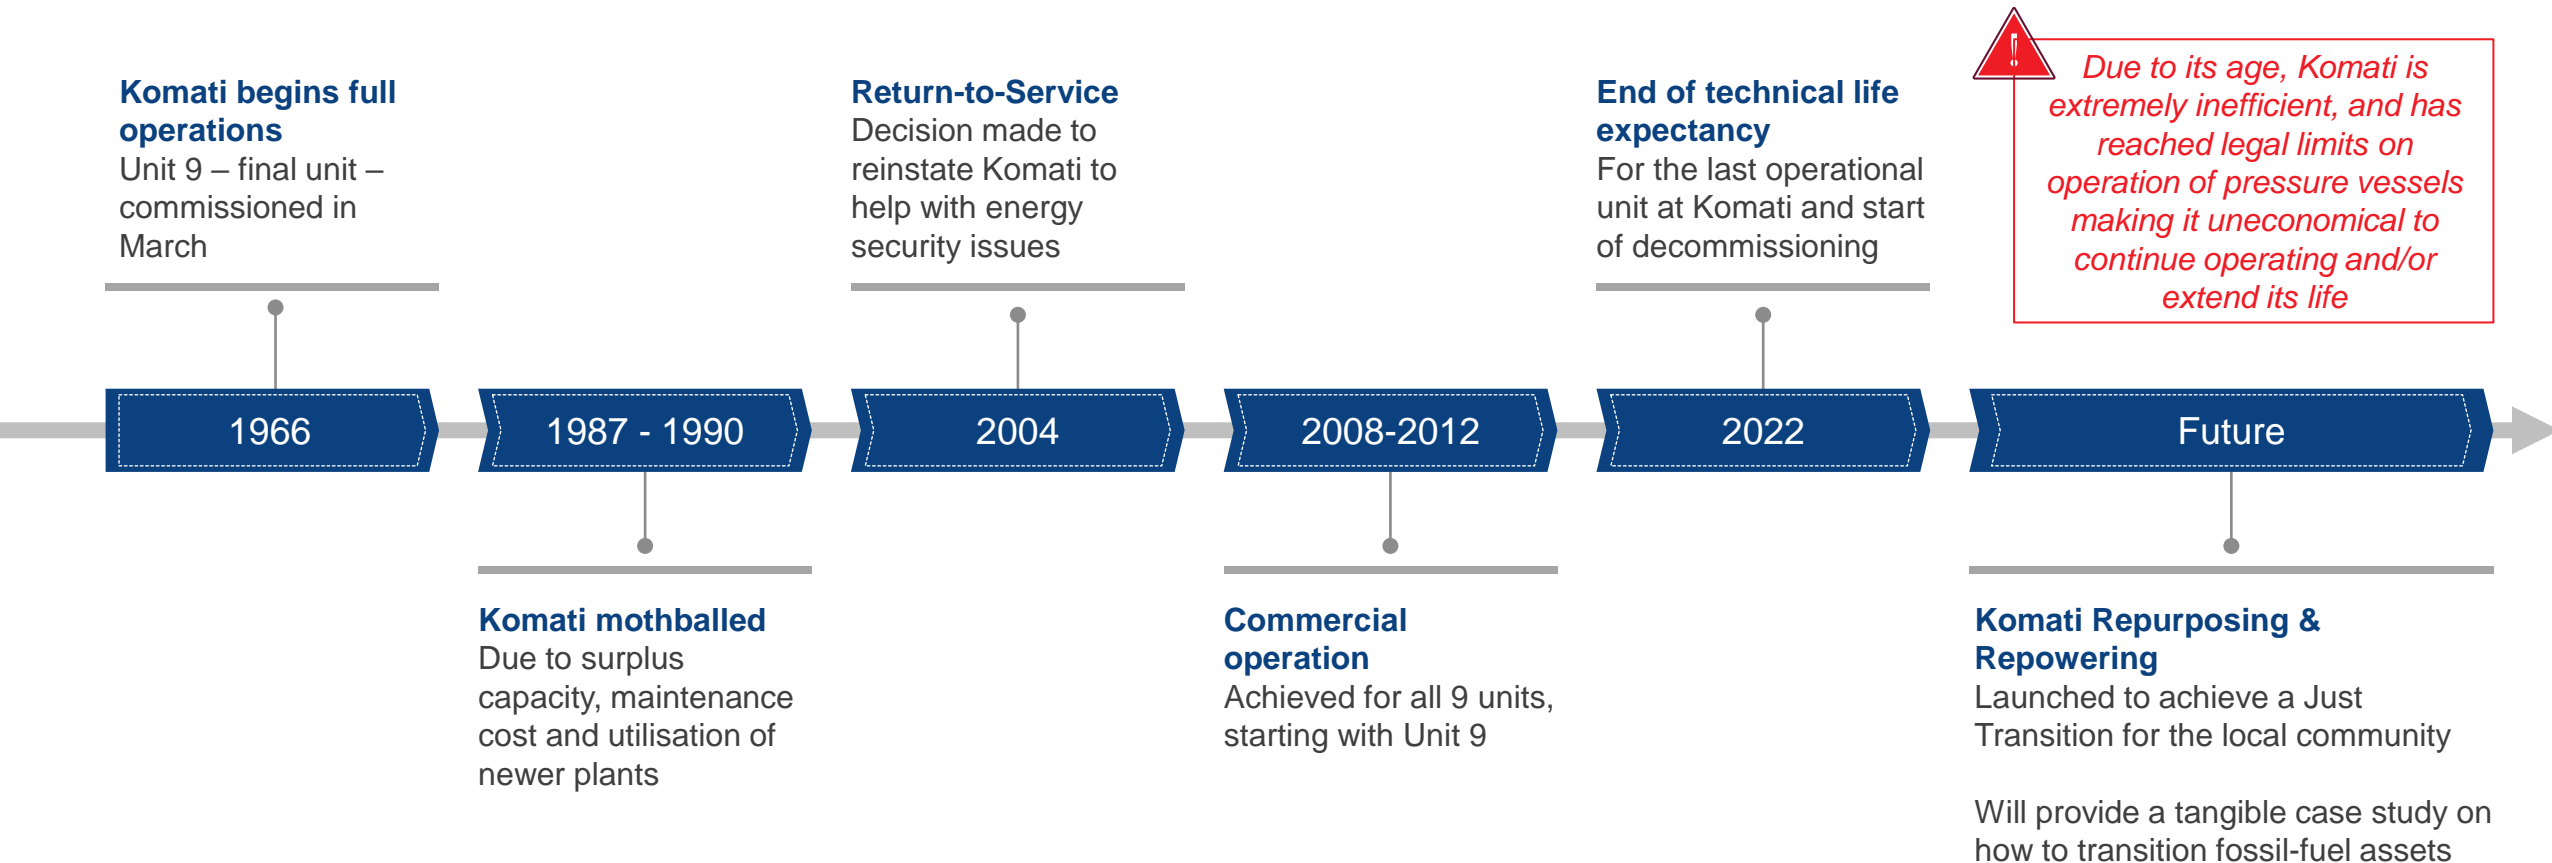 Komati begins full
operations
Unit 9 – final unit –
commissioned in
March
Return-to-Service
Decision made to
reinstate Komati to
help with energy
security issues
End of technical life
expectancy
For the last operational
unit at Komati and start
of decommissioning
!
Due to its age, Komati is
extremely inefficient, and has
reached legal limits on
operation of pressure vessels
making it uneconomical to
continue operating and/or
extend its life
1966
1987 - 1990
2004
2008-2012
2022
Future
Komati mothballed
Due to surplus
capacity, maintenance
cost and utilisation of
newer plants
Commercial
operation
Achieved for all 9 units,
starting with Unit 9
Komati Repurposing &
Repowering
Launched to achieve a Just
Transition for the local community
Will provide a tangible case study on
how to transition fossil-fuel assets